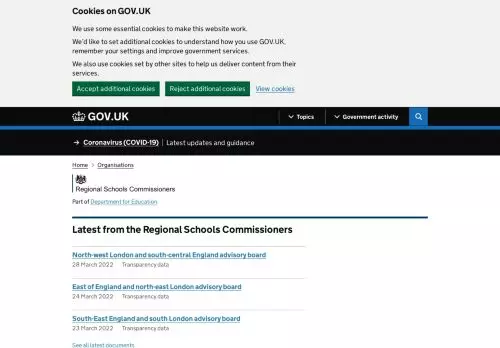 Cookies on GOV.UK
We use some essential cookies to make this website work.
We'd like to set additional cookies to understand how you use GOV.UK,
remember your settings and improve government services.
We also use cookies set by other sites to help us deliver content from their
services.
Accept additional cookies Reject additional cookies View cookies
GOV.UK Topics Government activity
→ Coronavirus (COVID-19) | Latest updates and guidance
Home > Organisations
Regional Schools Commissioners
Part of Department for Education
Latest from the Regional Schools Commissioners
North-west London and south-central England advisory board
28 March 2022 Transparency data
East of England and north-east London advisory board
24 March 2022 Transparency data
South-East England and south London advisory board
23 March 2022 Transparency data
See all latest documents